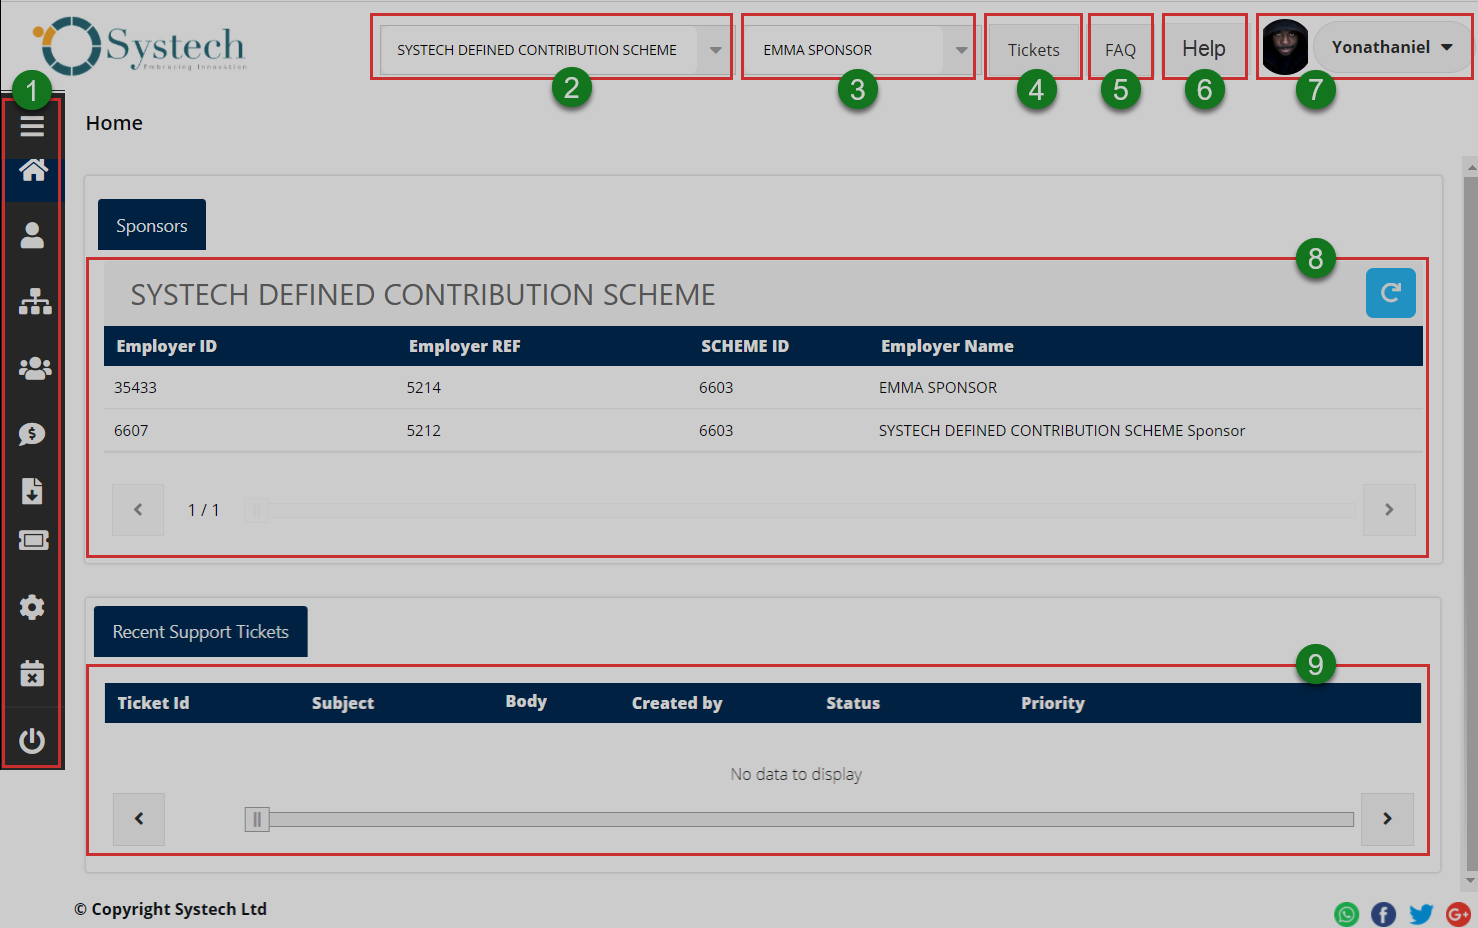 Systech
Embracing Innovation
SYSTECH DEFINED CONTRIBUTION SCHEME
EMMA SPONSOR
Tickets
FAQ
Help
Yonathaniel
1
2
3
4
5
6
7
Home
Sponsors
8
SYSTECH DEFINED CONTRIBUTION SCHEME
Employer ID Employer REF SCHEME ID Employer Name
35433 5214 6603 EMMA SPONSOR
6607 5212 6603 SYSTECH DEFINED CONTRIBUTION SCHEME Sponsor
1 / 1
Recent Support Tickets
9
Ticket Id Subject Body Created by Status Priority
No data to display
© Copyright Systech Ltd